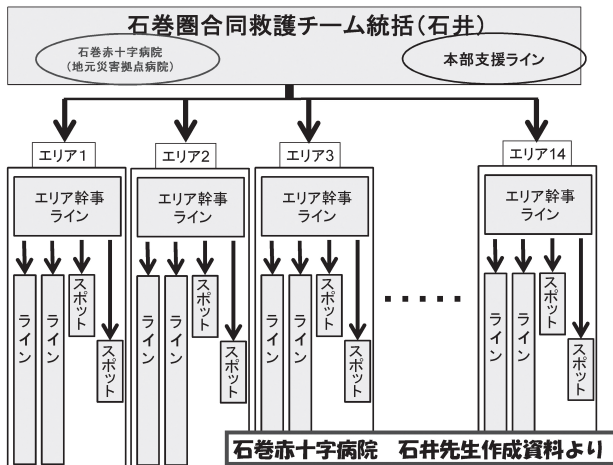 石巻圏合同救護チーム統括(石井)
石巻赤十字病院
(地元災害拠点病院)
本部支援ライン
エリア1
エリア2
エリア3
エリア14
エリア幹事
ライン
エリア幹事
ライン
エリア幹事
ライン
エリア幹事
ライン
ライン
ライン
スポット
スポット
ライン
ライン
スポット
スポット
ライン
ライン
スポット
スポット
・・・・・
ライン
ライン
スポット
スポット
石巻赤十字病院 石井先生作成資料より